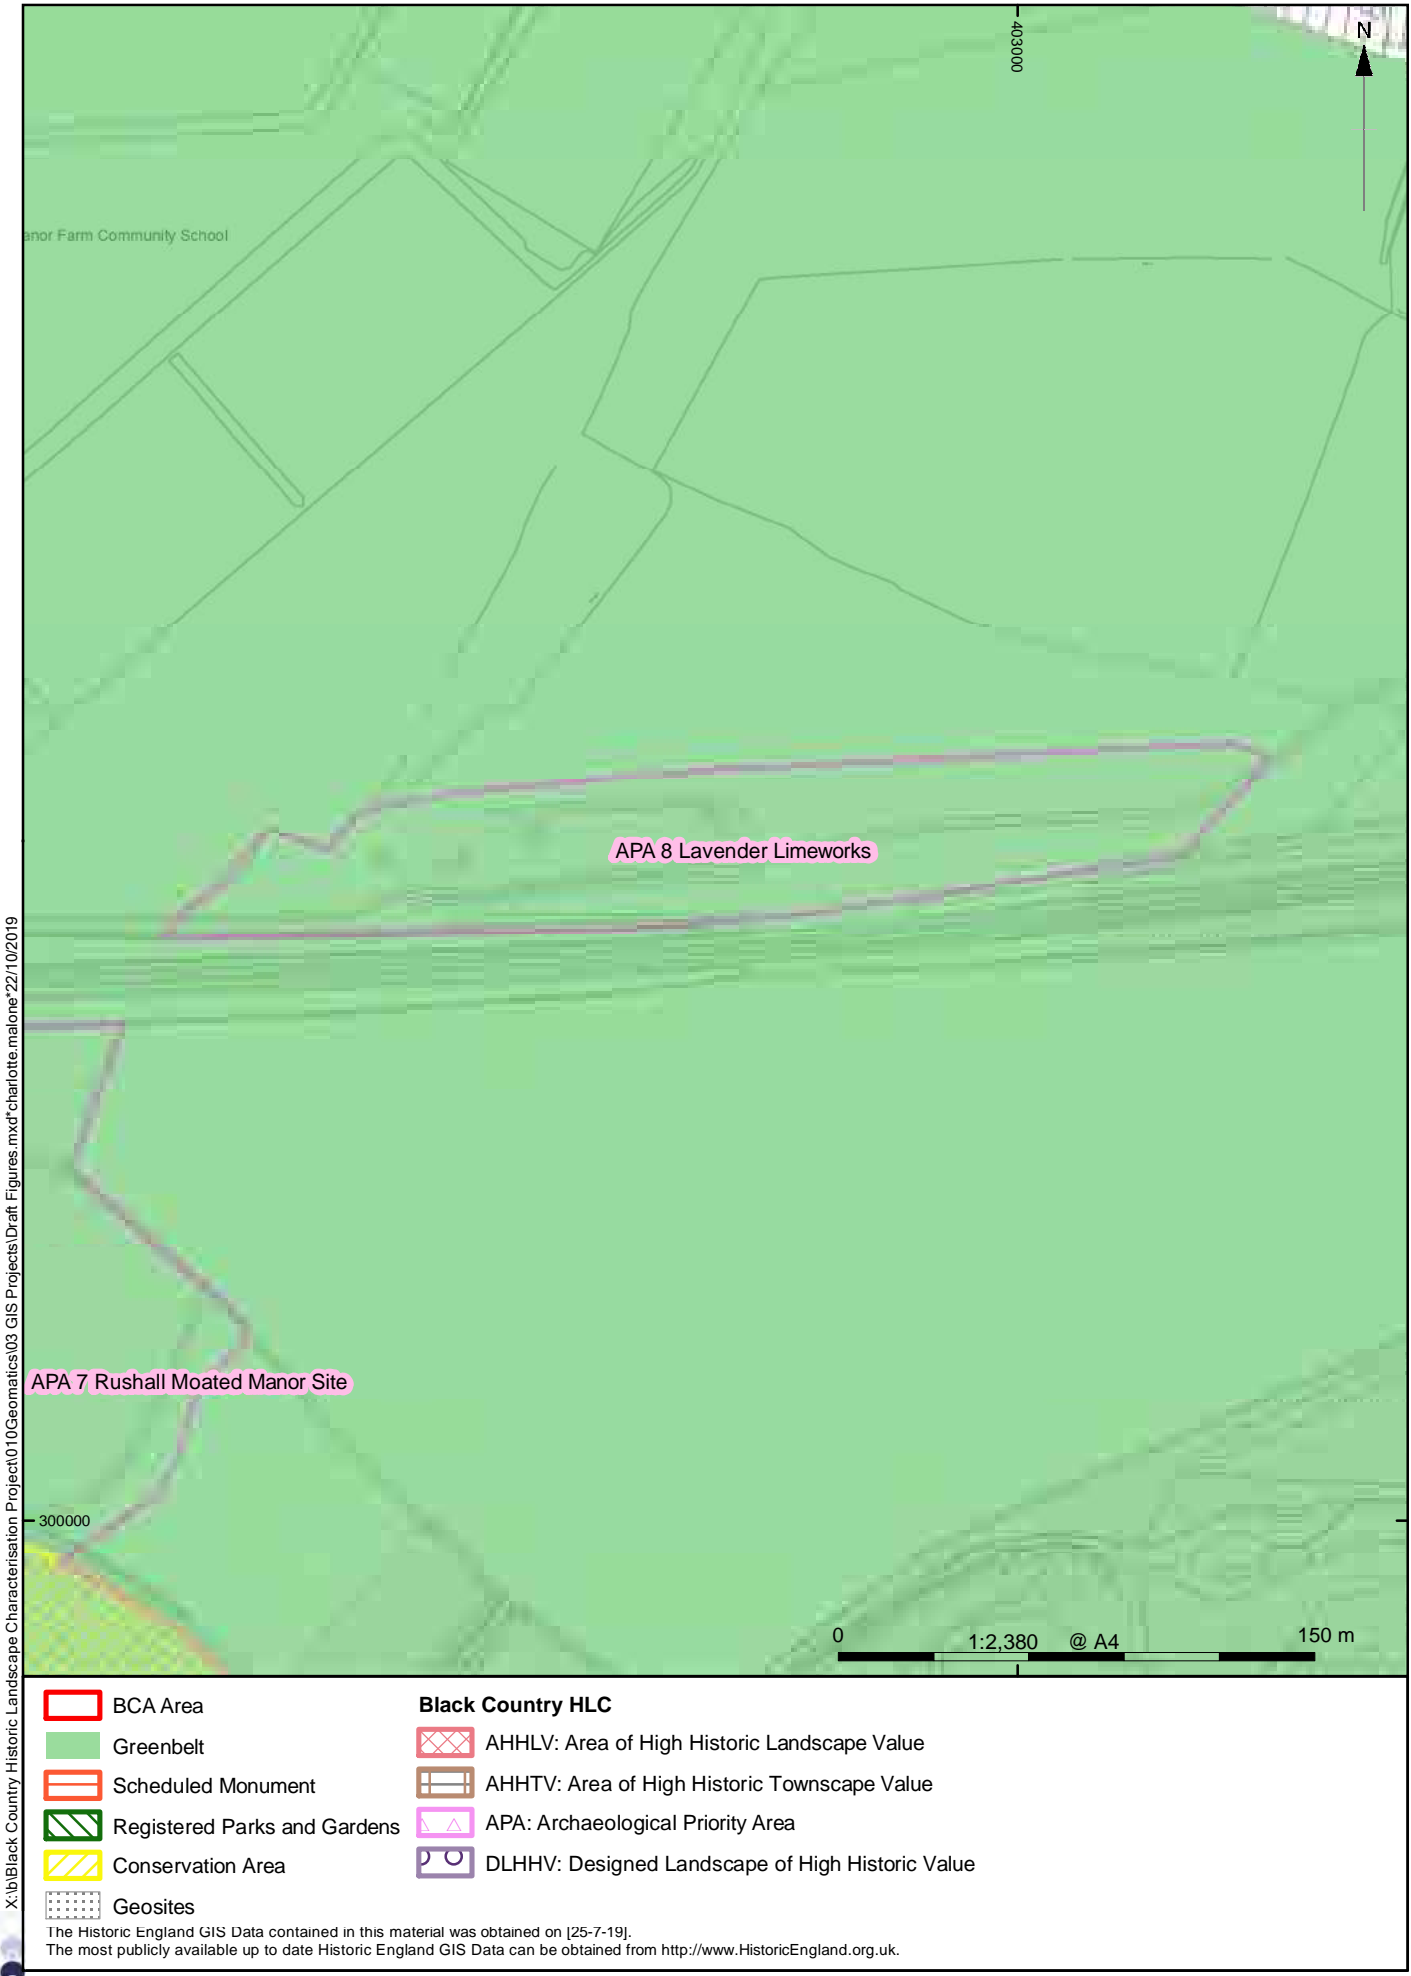 403000
N
anor Farm Community School
APA 8 Lavender Limeworks
APA 7 Rushall Moated Manor Site
300000
0
1:2,380 @ A4
150 m
X:\b\Black Country Historic Landscape Characterisation Project\010Geomatics\03 GIS Projects\Draft Figures.mxd*charlotte.malone*22/10/2019
BCA Area
Greenbelt
Scheduled Monument
Registered Parks and Gardens
Conservation Area
Geosites
Black Country HLC
AHHLV: Area of High Historic Landscape Value
AHHTV: Area of High Historic Townscape Value
APA: Archaeological Priority Area
DLHHV: Designed Landscape of High Historic Value
The Historic England GIS Data contained in this material was obtained on [25-7-19].
The most publicly available up to date Historic England GIS Data can be obtained from http://www.HistoricEngland.org.uk.